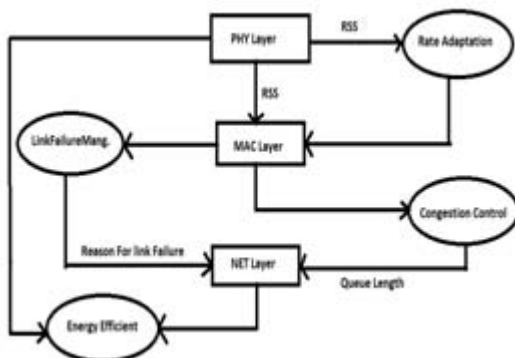 PHY Layer
RSS
Rate Adaptation
RSS
LinkFailureMang.
MAC Layer
Congestion Control
Reason For link Failure
NET Layer
Queue Length
Energy Efficient